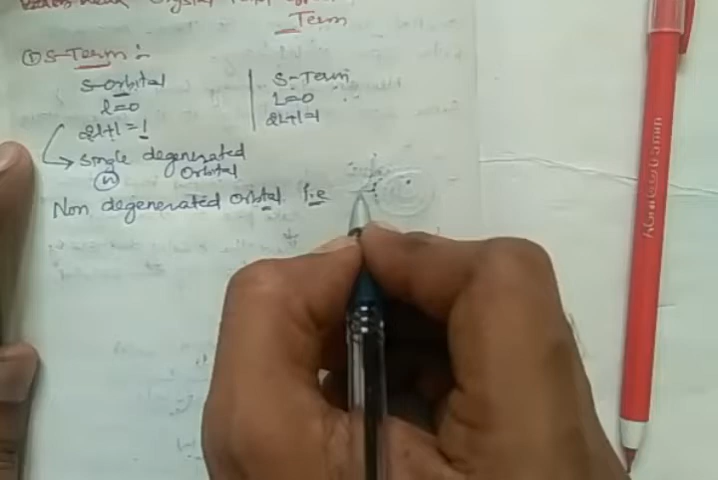 Crystal
Term
① S-Term :-
S-orbital
l=0
2l+1=1
→ Single degenerated
Orbital
Non degenerated orbital i.e
S-Term
L=0
2L+1=1